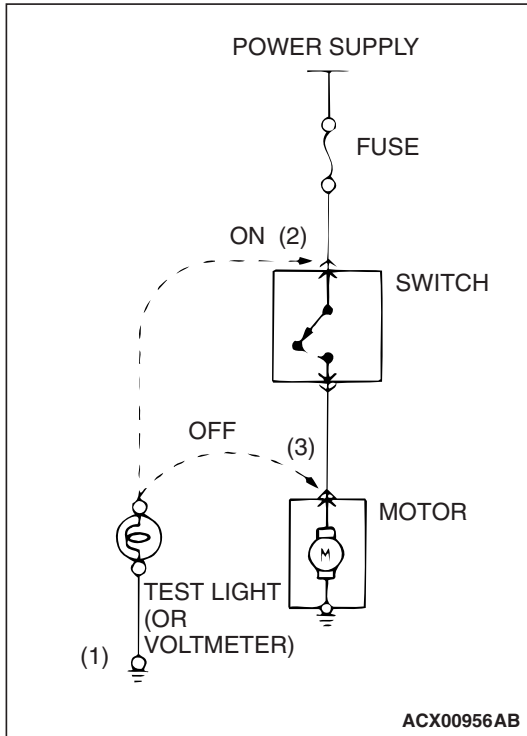 POWER SUPPLY
FUSE
ON (2)
SWITCH
OFF
(3)
MOTOR
M
TEST LIGHT
(OR
VOLTMETER)
(1)
ACX00956AB